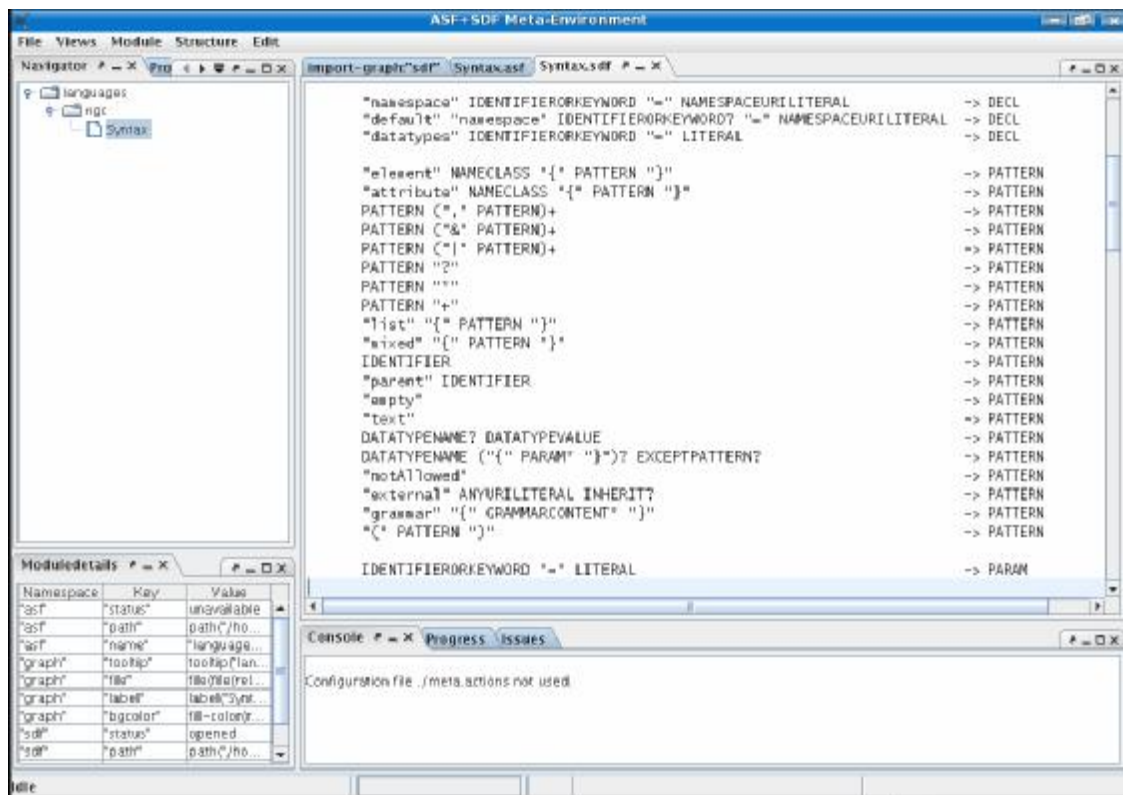 ASF+SDF Meta-Environment
File Views Module Structure Edit
Navigator Pro
languages
rngc
Syntax
import-graph:"sdf" Syntax.asf Syntax.sdf
"namespace" IDENTIFIERORKEYWORD "=" NAMESPACEURILITERAL -> DECL
"default" "namespace" IDENTIFIERORKEYWORD? "=" NAMESPACEURILITERAL -> DECL
"datatypes" IDENTIFIERORKEYWORD "=" LITERAL -> DECL
"element" NAMECLASS "{" PATTERN "}" -> PATTERN
"attribute" NAMECLASS "{" PATTERN "}" -> PATTERN
PATTERN ("," PATTERN)+ -> PATTERN
PATTERN ("&" PATTERN)+ -> PATTERN
PATTERN ("|" PATTERN)+ -> PATTERN
PATTERN "?" -> PATTERN
PATTERN "*" -> PATTERN
PATTERN "+" -> PATTERN
"list" "{" PATTERN "}" -> PATTERN
"mixed" "{" PATTERN "}" -> PATTERN
IDENTIFIER -> PATTERN
"parent" IDENTIFIER -> PATTERN
"empty" -> PATTERN
"text" -> PATTERN
DATATYPENAME? DATATYPEVALUE -> PATTERN
DATATYPENAME ("{" PARAM* "}")? EXCEPTPATTERN? -> PATTERN
"notAllowed" -> PATTERN
"external" ANYURILITERAL INHERIT? -> PATTERN
"grammar" "{" GRAMMARCONTENT* "}" -> PATTERN
"(" PATTERN ")" -> PATTERN
IDENTIFIERORKEYWORD "=" LITERAL -> PARAM
Moduledetails
Namespace Key Value
"asf" "status" unavailable
"asf" "path" path("/ho...
"asf" "name" "language...
"graph" "tooltip" tooltip("lan...
"graph" "file" file(file(rel...
"graph" "label" label("Synt...
"graph" "bgcolor" fill-color(r...
"sdf" "status" opened
"sdf" "path" path("/ho...
Console Progress Issues
Configuration file ./meta.actions not used.
Idle